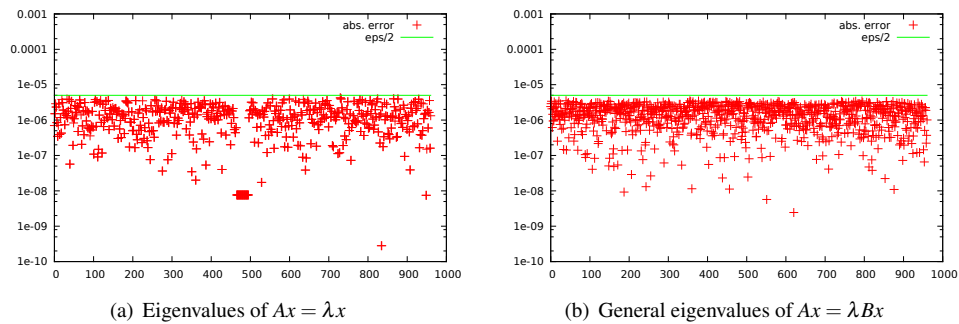 0.001
0.0001
1e-05
1e-06
1e-07
1e-08
1e-09
1e-10
0 100 200 300 400 500 600 700 800 900 1000
abs. error
eps/2
(a) Eigenvalues of Ax = λx
0.001
0.0001
1e-05
1e-06
1e-07
1e-08
1e-09
1e-10
0 100 200 300 400 500 600 700 800 900 1000
abs. error
eps/2
(b) General eigenvalues of Ax = λBx